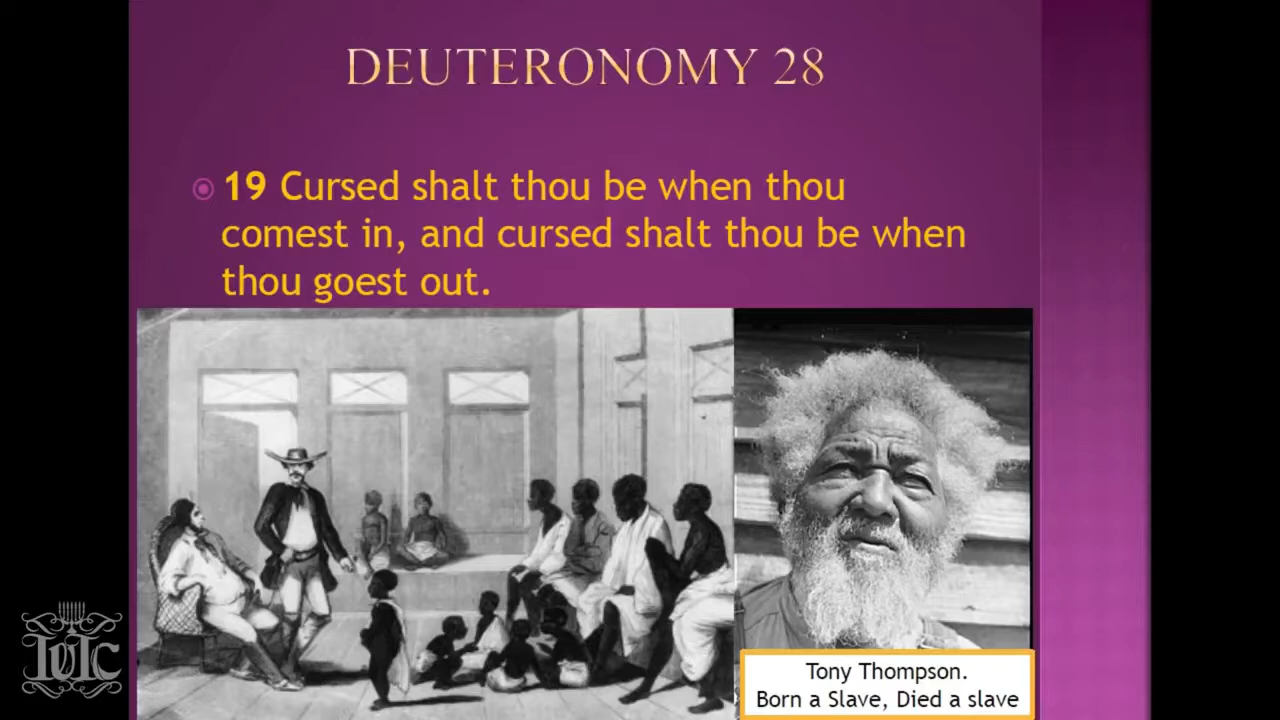 DEUTERONOMY 28
19 Cursed shalt thou be when thou
comest in, and cursed shalt thou be when
thou goest out.
Tony Thompson.
Born a Slave, Died a slave
IUIC